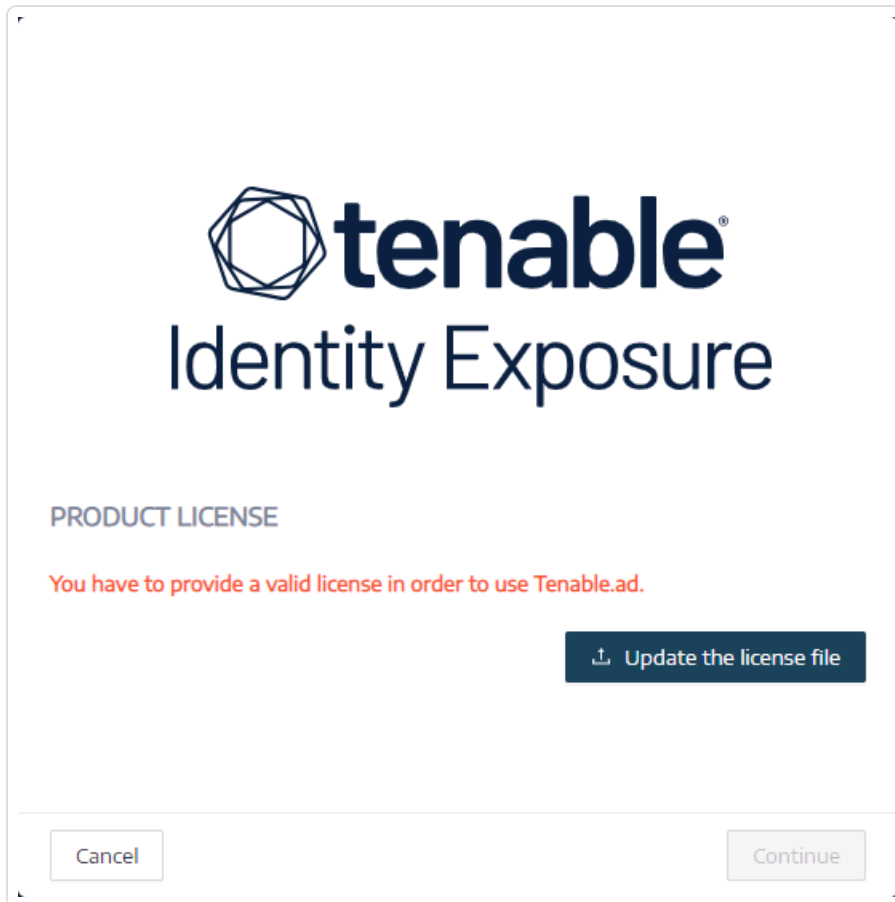 tenable®
Identity Exposure
PRODUCT LICENSE
You have to provide a valid license in order to use Tenable.ad.
Update the license file
Cancel
Continue